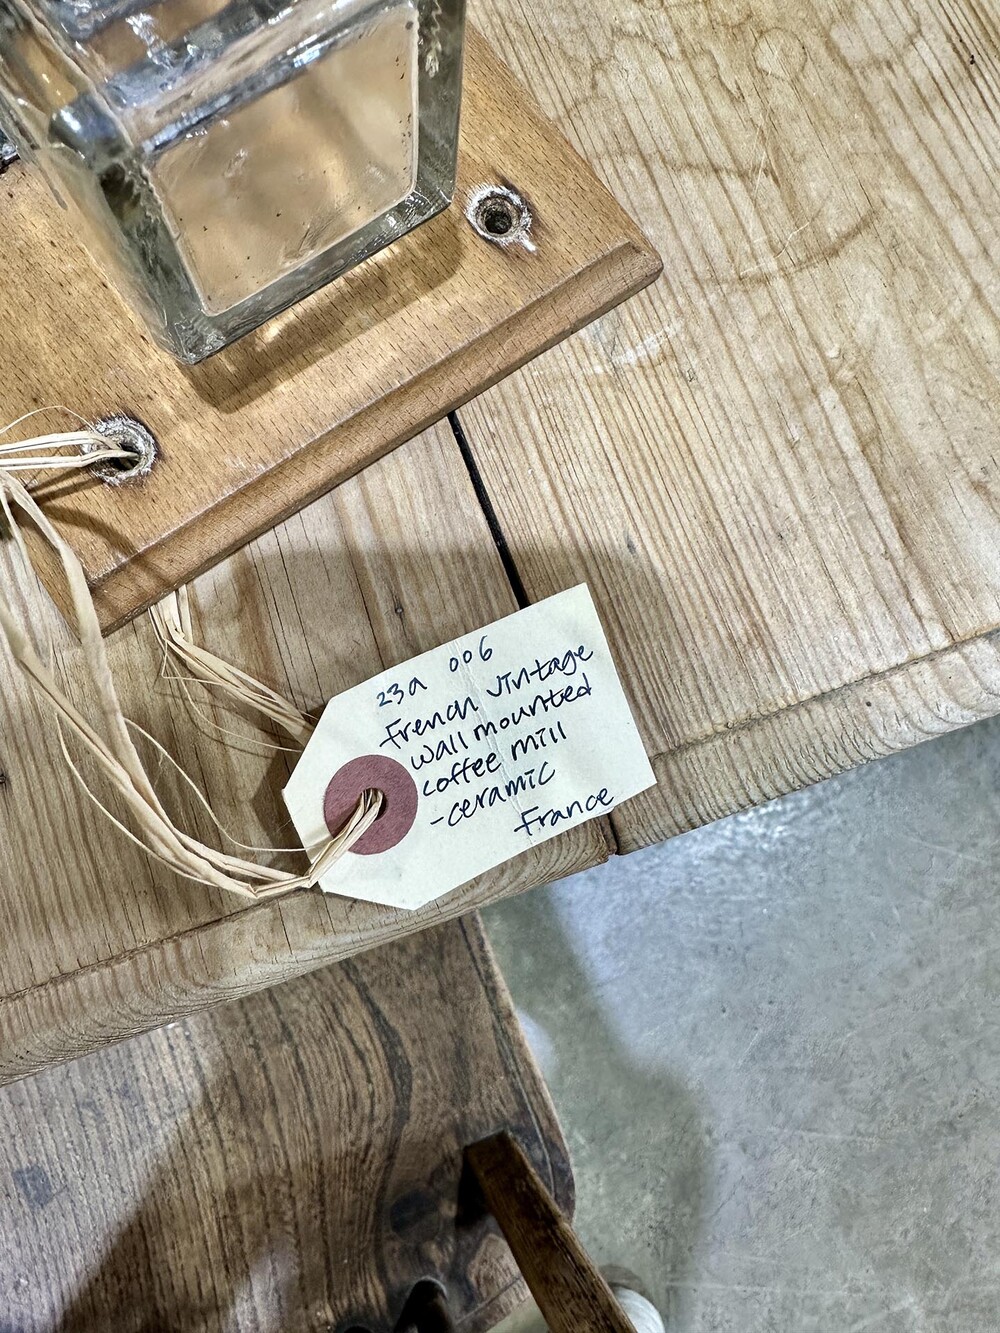 23a 006
French vintage
wall mounted
coffee mill
-ceramic
France